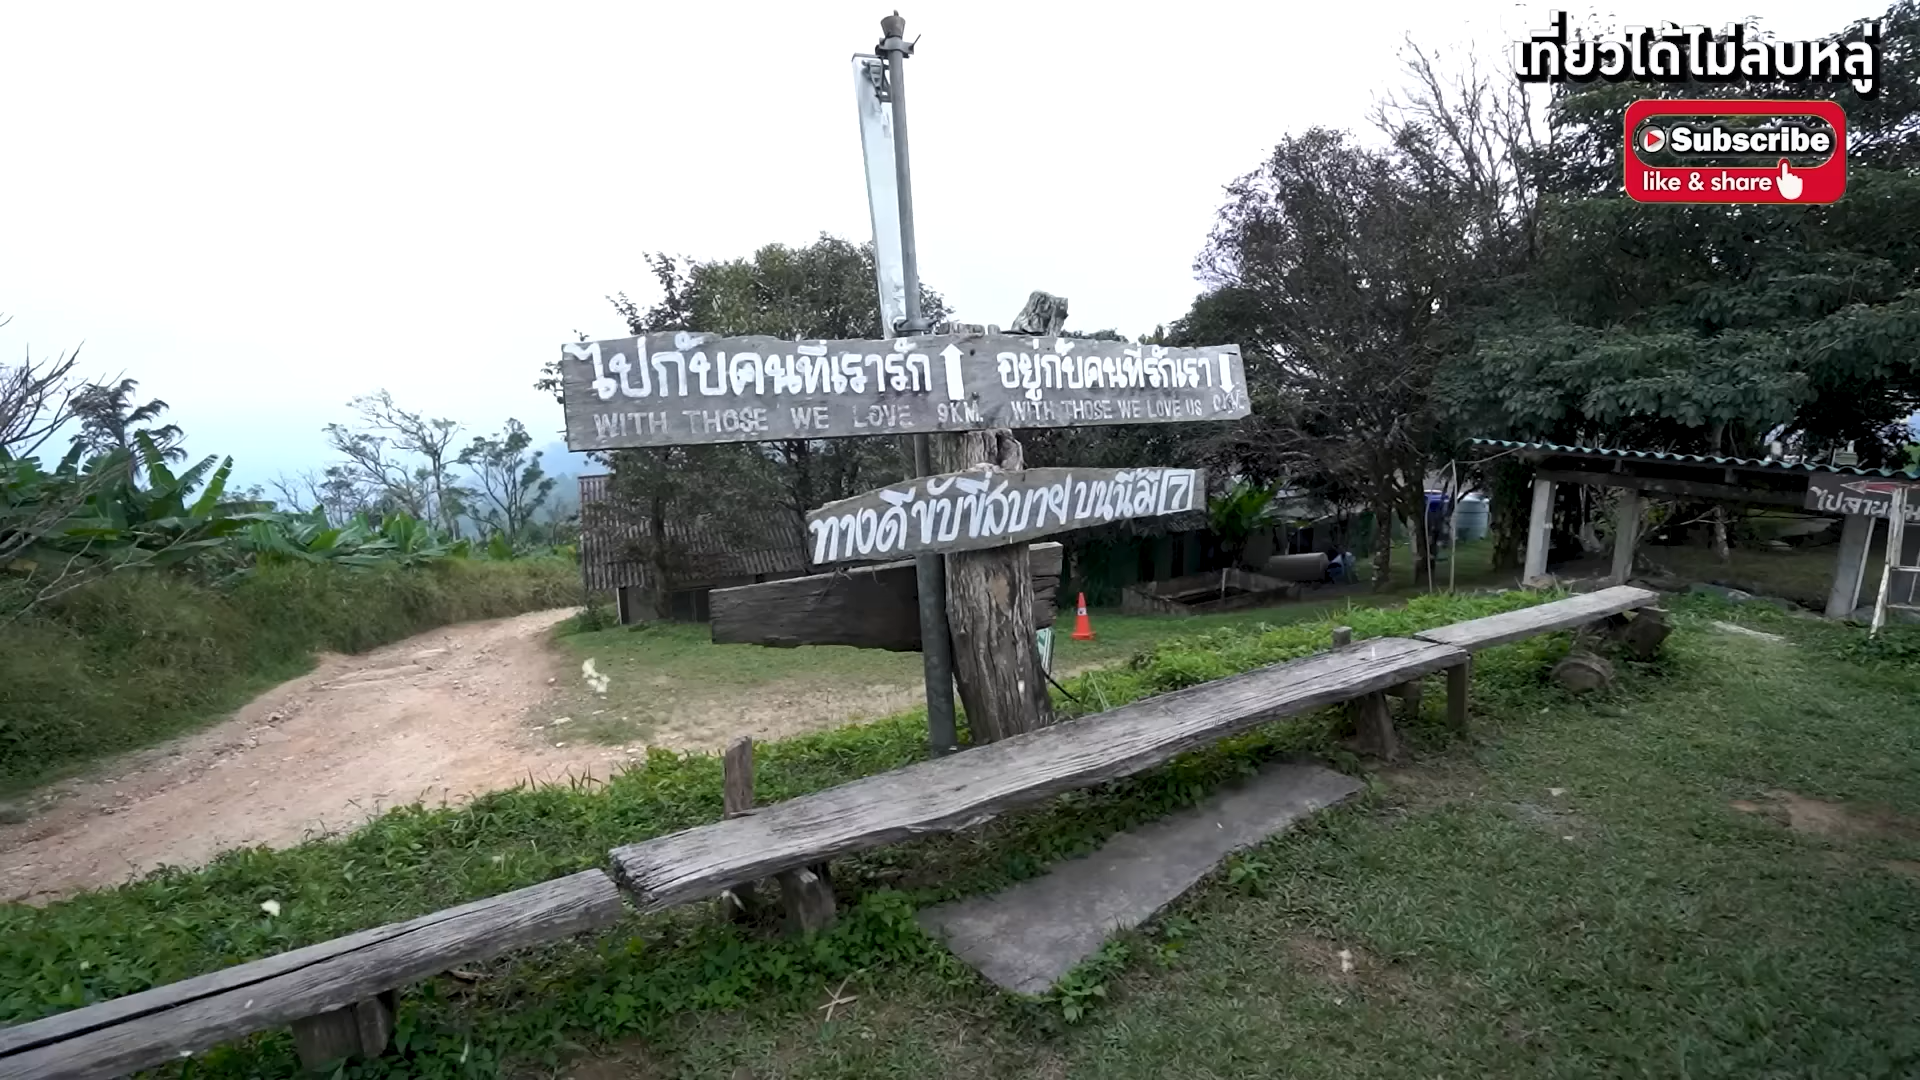 เที่ยวได้ไม่ลบหลู่
Subscribe
like & share
ไปกับคนที่เรารัก อยู่กับคนที่รักเรา
WITH THOSE WE LOVE 9KM. WITH THOSE WE LOVE US 0KM.
ทางดีขับขี่สบายบนนี้มี 7